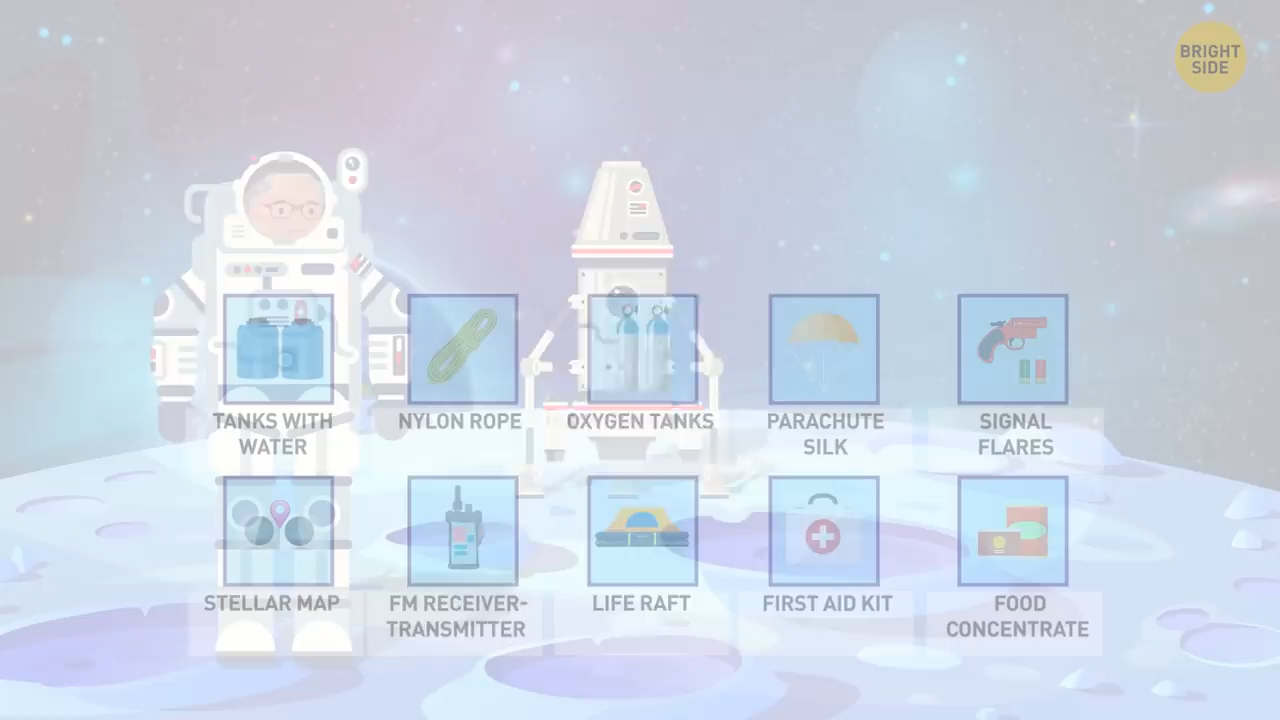 BRIGHT
SIDE
TANKS WITH
WATER
NYLON ROPE
OXYGEN TANKS
PARACHUTE
SILK
SIGNAL
FLARES
STELLAR MAP
FM RECEIVER-
TRANSMITTER
LIFE RAFT
FIRST AID KIT
FOOD
CONCENTRATE